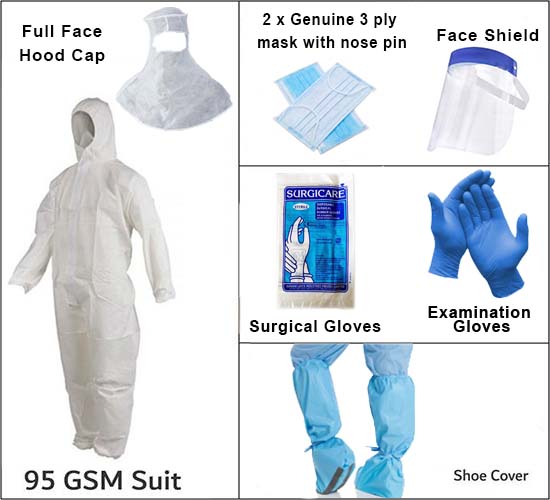 Full Face
Hood Cap
2 x Genuine 3 ply
mask with nose pin
Face Shield
SURGICARE
STERILE
Surgical Gloves
Examination
Gloves
95 GSM Suit
Shoe Cover